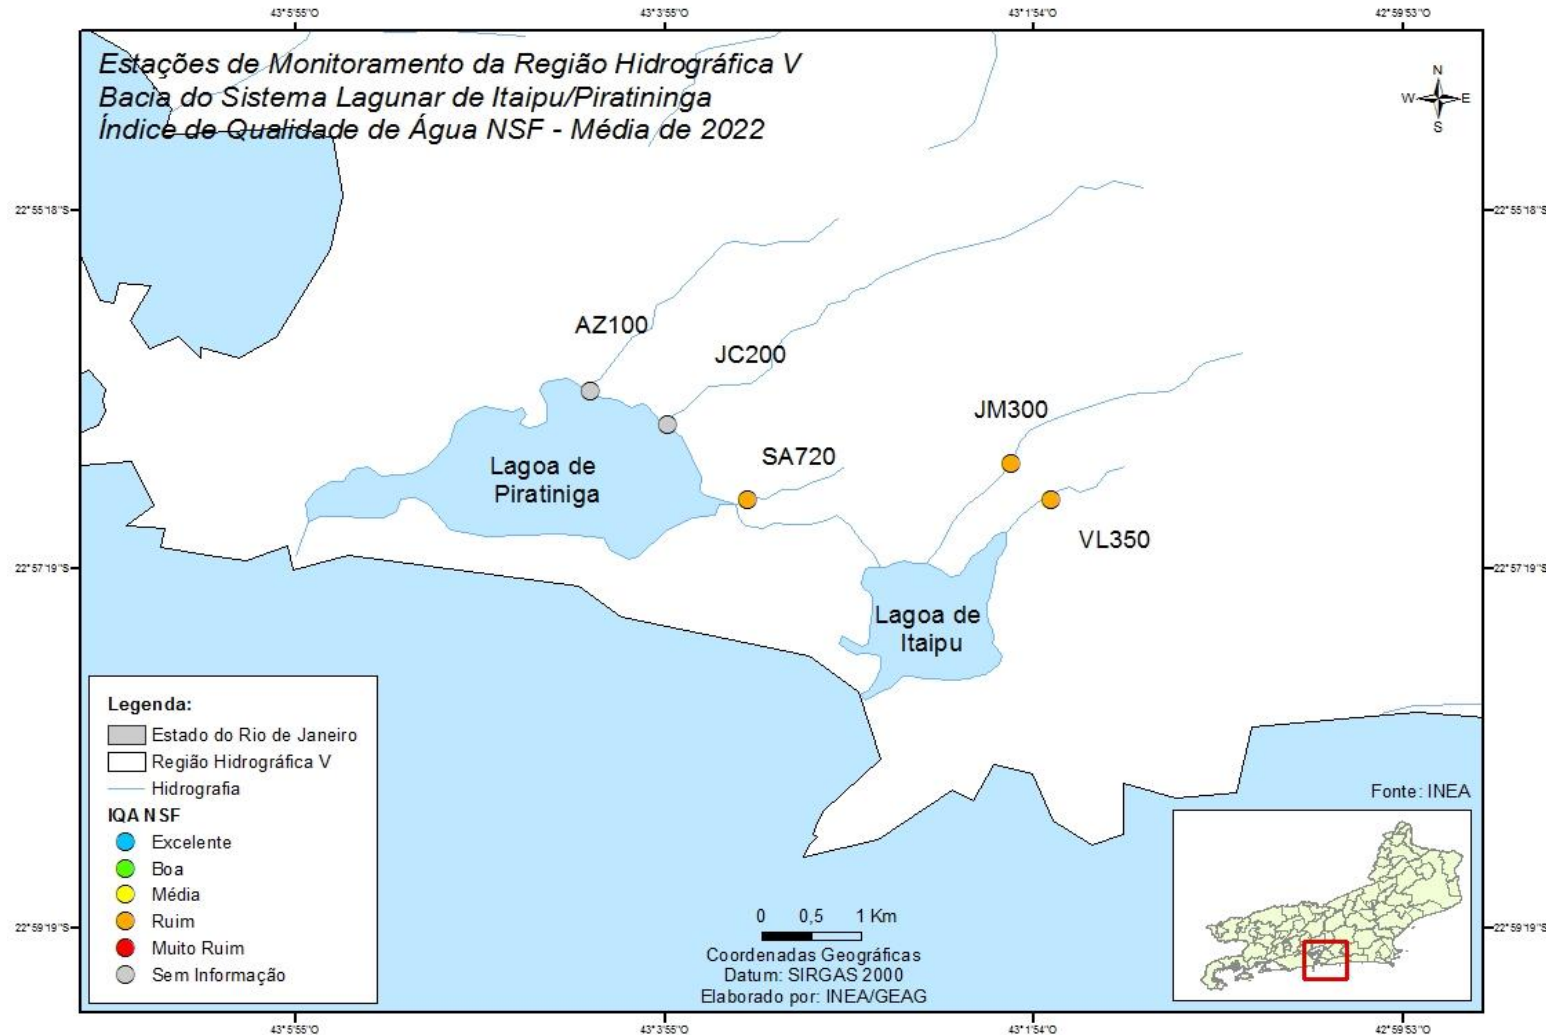 43°5'55"O
43°3'55"O
43°1'54"O
42°59'53"O
Estações de Monitoramento da Região Hidrográfica V
Bacia do Sistema Lagunar de Itaipu/Piratininga
Índice de Qualidade de Água NSF - Média de 2022
N
W E
S
22°55'18"S
22°55'18"S
AZ100
JC200
JM300
SA720
Lagoa de
Piratiniga
VL350
22°57'19"S
22°57'19"S
Lagoa de
Itaipu
Legenda:
Estado do Rio de Janeiro
Região Hidrográfica V
Hidrografia
IQA NSF
Excelente
Boa
Média
Ruim
Muito Ruim
Sem Informação
Fonte: INEA
0 0,5 1 Km
Coordenadas Geográficas
Datum: SIRGAS 2000
Elaborado por: INEA/GEAG
22°59'19"S
22°59'19"S
43°5'55"O
43°3'55"O
43°1'54"O
42°59'53"O